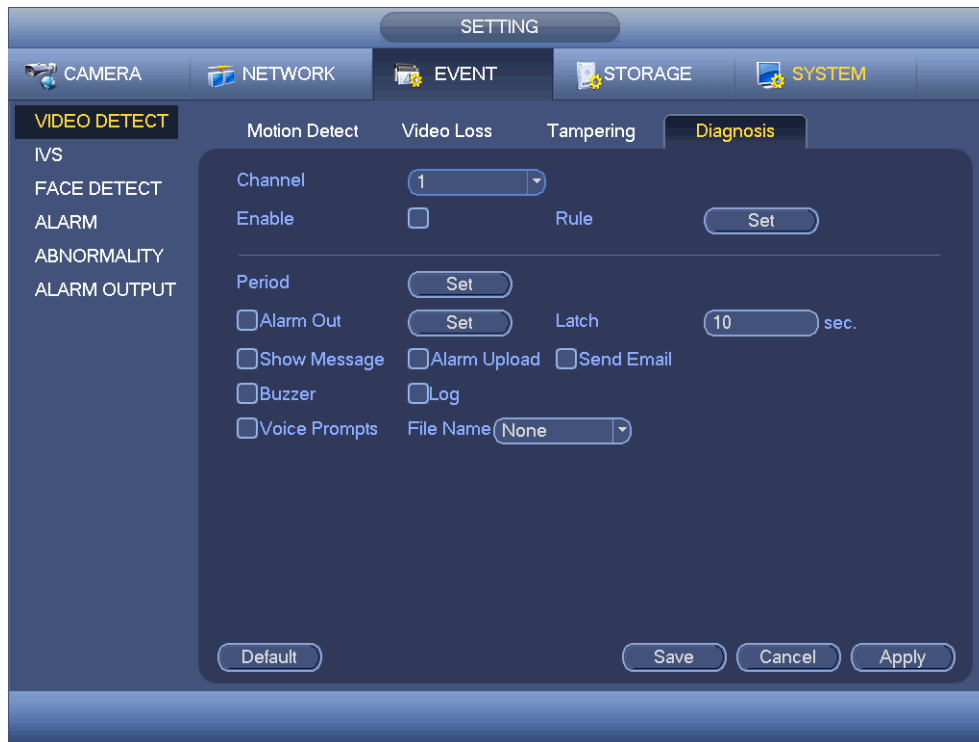 SETTING
CAMERA NETWORK EVENT STORAGE SYSTEM
VIDEO DETECT
IVS
FACE DETECT
ALARM
ABNORMALITY
ALARM OUTPUT
Motion Detect Video Loss Tampering Diagnosis
Channel 1
Enable Rule Set
Period Set
Alarm Out Set Latch 10 sec.
Show Message Alarm Upload Send Email
Buzzer Log
Voice Prompts File Name None
Default Save Cancel Apply